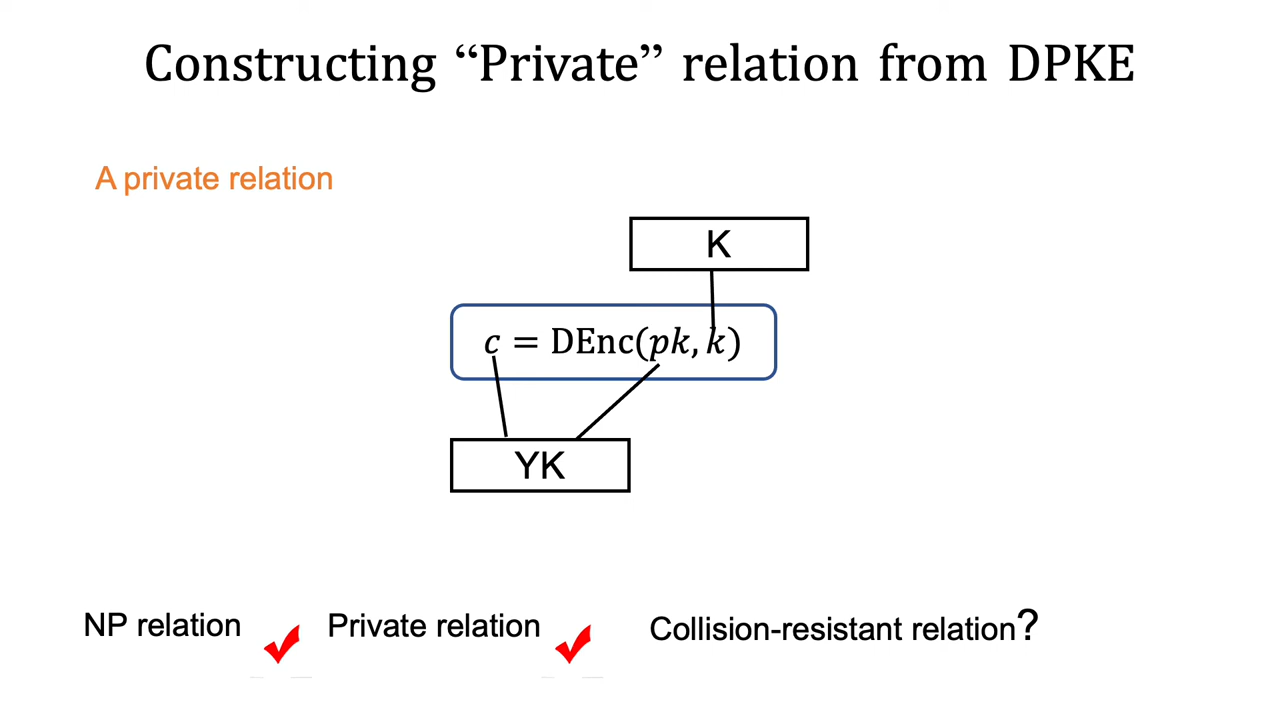 Constructing “Private” relation from DPKE
A private relation
K
c = DEnc(pk, k)
YK
NP relation
Private relation
Collision-resistant relation?